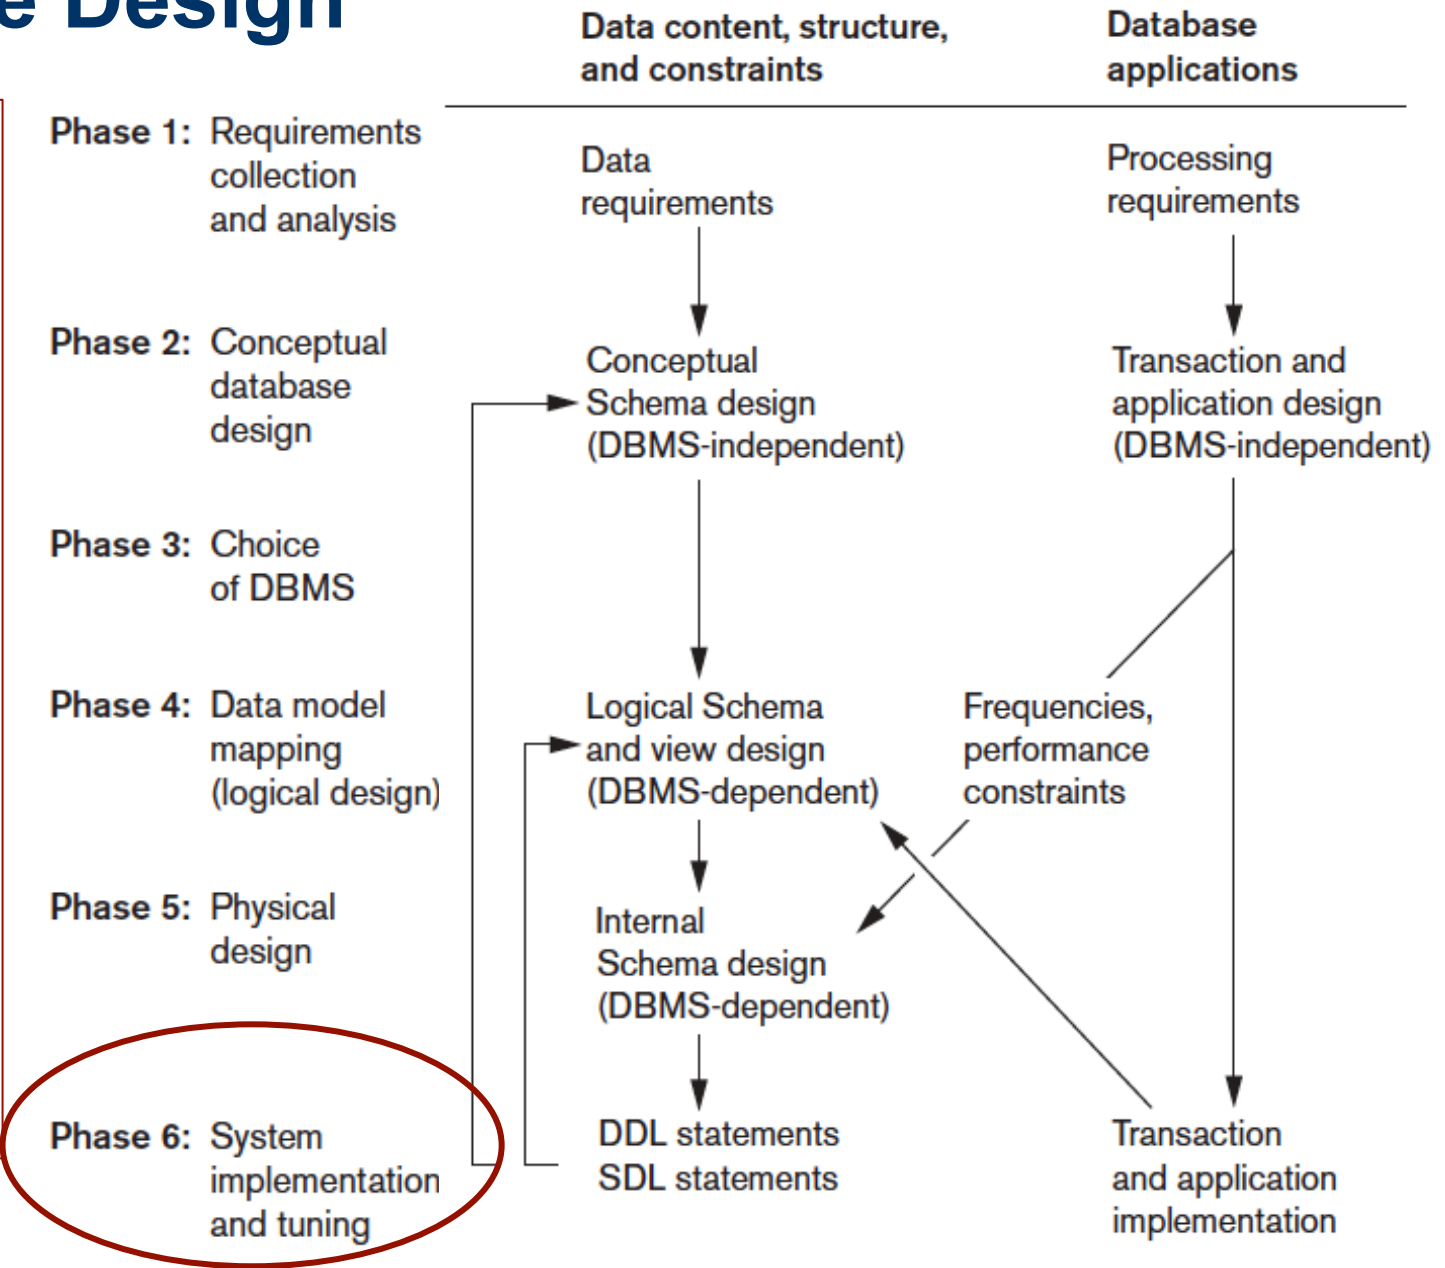 e Design
Data content, structure,
and constraints
Database
applications
Phase 1: Requirements
collection
and analysis
Data
requirements
Processing
requirements
Phase 2: Conceptual
database
design
Conceptual
Schema design
(DBMS-independent)
Transaction and
application design
(DBMS-independent)
Phase 3: Choice
of DBMS
Phase 4: Data model
mapping
(logical design)
Logical Schema
and view design
(DBMS-dependent)
Frequencies,
performance
constraints
Phase 5: Physical
design
Internal
Schema design
(DBMS-dependent)
Phase 6: System
implementation
and tuning
DDL statements
SDL statements
Transaction
and application
implementation